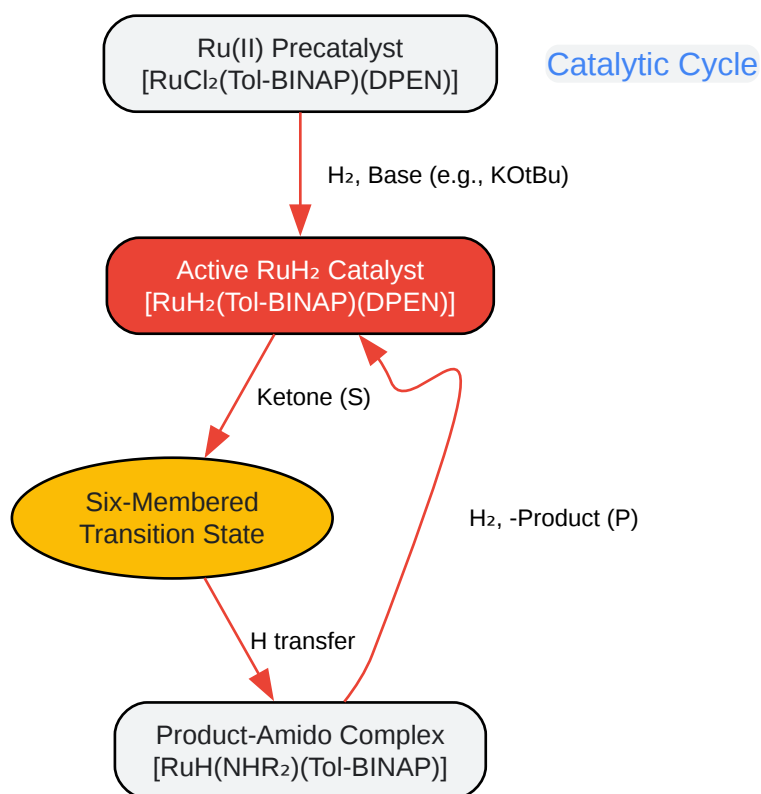 Ru(II) Precatalyst
[RuCl₂(Tol-BINAP)(DPEN)]
Catalytic Cycle
H₂, Base (e.g., KOtBu)
Active RuH₂ Catalyst
[RuH₂(Tol-BINAP)(DPEN)]
Ketone (S)
Six-Membered
Transition State
H₂, -Product (P)
H transfer
Product-Amido Complex
[RuH(NHR₂)(Tol-BINAP)]